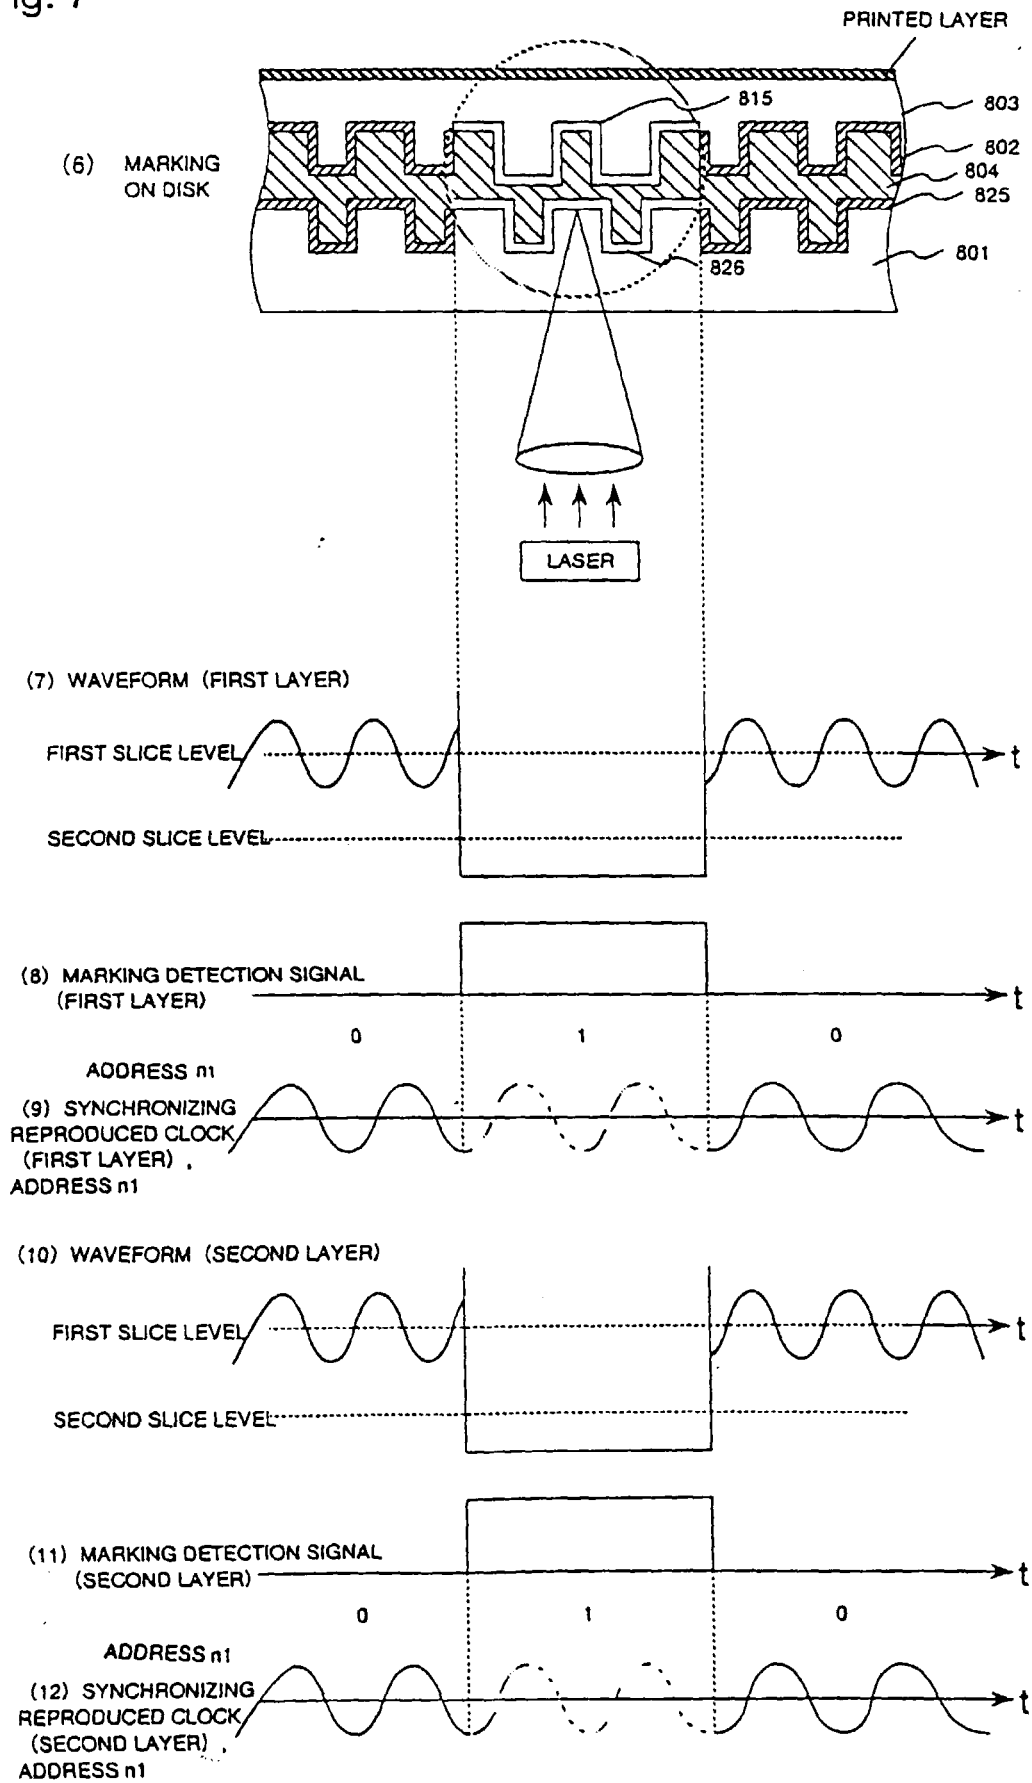 Fig. 7
PRINTED LAYER
815
803
802
(6) MARKING
ON DISK
804
825
826
801
LASER
(7) WAVEFORM (FIRST LAYER)
FIRST SLICE LEVEL
t
SECOND SLICE LEVEL
(8) MARKING DETECTION SIGNAL
(FIRST LAYER)
t
0 1 0
ADDRESS n1
(9) SYNCHRONIZING
REPRODUCED CLOCK
(FIRST LAYER),
ADDRESS n1
t
(10) WAVEFORM (SECOND LAYER)
FIRST SLICE LEVEL
t
SECOND SLICE LEVEL
(11) MARKING DETECTION SIGNAL
(SECOND LAYER)
t
0 1 0
ADDRESS n1
(12) SYNCHRONIZING
REPRODUCED CLOCK
(SECOND LAYER),
ADDRESS n1
t